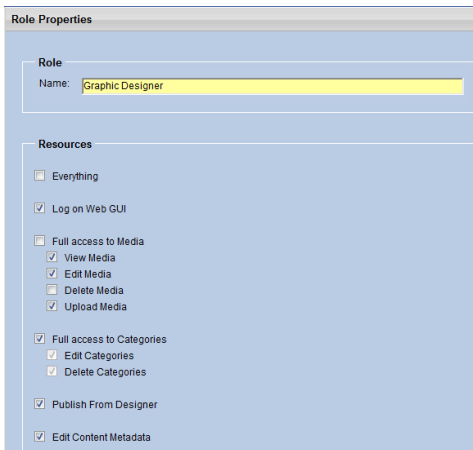 Role Properties
Role
Name: Graphic Designer
Resources
Everything
Log on Web GUI
Full access to Media
View Media
Edit Media
Delete Media
Upload Media
Full access to Categories
Edit Categories
Delete Categories
Publish From Designer
Edit Content Metadata